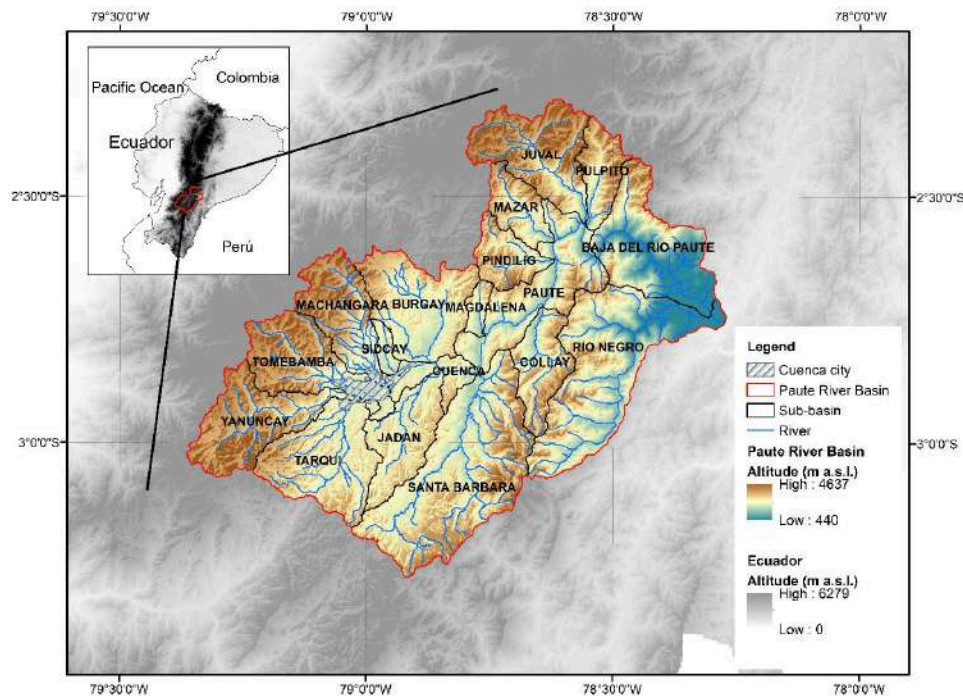 79°30'0"W
79°0'0"W
78°30'0"W
78°0'0"W
Colombia
Pacific Ocean
Ecuador
Perú
2°30'0"S
2°30'0"S
3°0'0"S
3°0'0"S
JUVAL
PULPITO
MAZAR
BAJA DEL RIO PAUTE
PINDILIG
PAUTE
MACHANGARA
BURGAY
MAGDALENA
SIDCAY
RIO NEGRO
TOMEBAMBA
CUENCA
COLLAY
YANUNCAY
JADAN
TARQUI
SANTA BARBARA
Legend
Cuenca city
Paute River Basin
Sub-basin
River
Paute River Basin
Altitude (m a.s.l.)
High : 4637
Low : 440
Ecuador
Altitude (m a.s.l.)
High : 6279
Low : 0
79°30'0"W
79°0'0"W
78°30'0"W
78°0'0"W